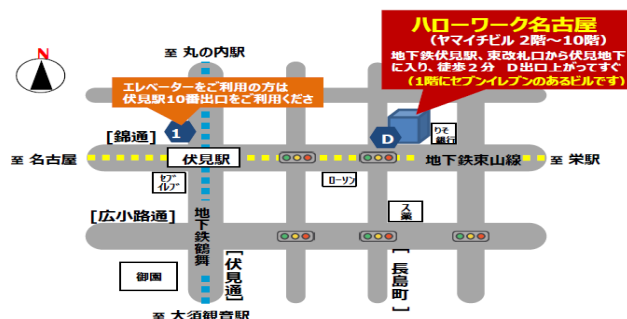 ハローワーク名古屋
(ヤマイチビル 2階～10階)
地下鉄伏見駅、東改札口から伏見地下
に入り、徒歩2分 D出口上がってすぐ
(1階にセブンイレブンのあるビルです)
N
至 丸の内駅
エレベーターをご利用の方は
伏見駅10番出口をご利用くださ
[錦通]
1
D
りそ
銀行
至 名古屋
伏見駅
地下鉄東山線
至 栄駅
セブ
イレブ
ローソン
[広小路通]
地下鉄鶴舞
ス
薬
御園
[伏見通]
[長島町]
至 大須観音駅